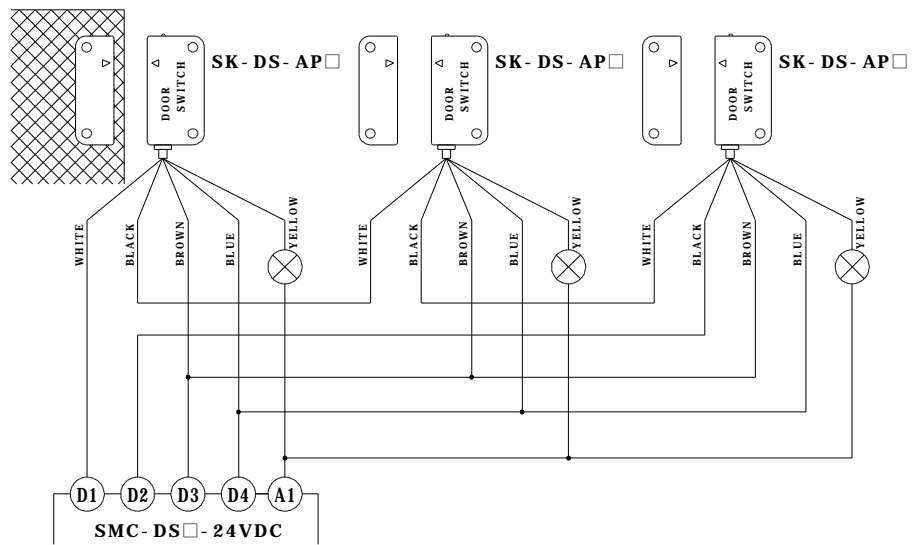 SK-DS-AP□
SK-DS-AP□
SK-DS-AP□
DOOR
SWITCH
DOOR
SWITCH
DOOR
SWITCH
WHITE
BLACK
BROWN
BLUE
YELLOW
WHITE
BLACK
BROWN
BLUE
YELLOW
WHITE
BLACK
BROWN
BLUE
YELLOW
D1 D2 D3 D4 A1
SMC-DS□-24VDC